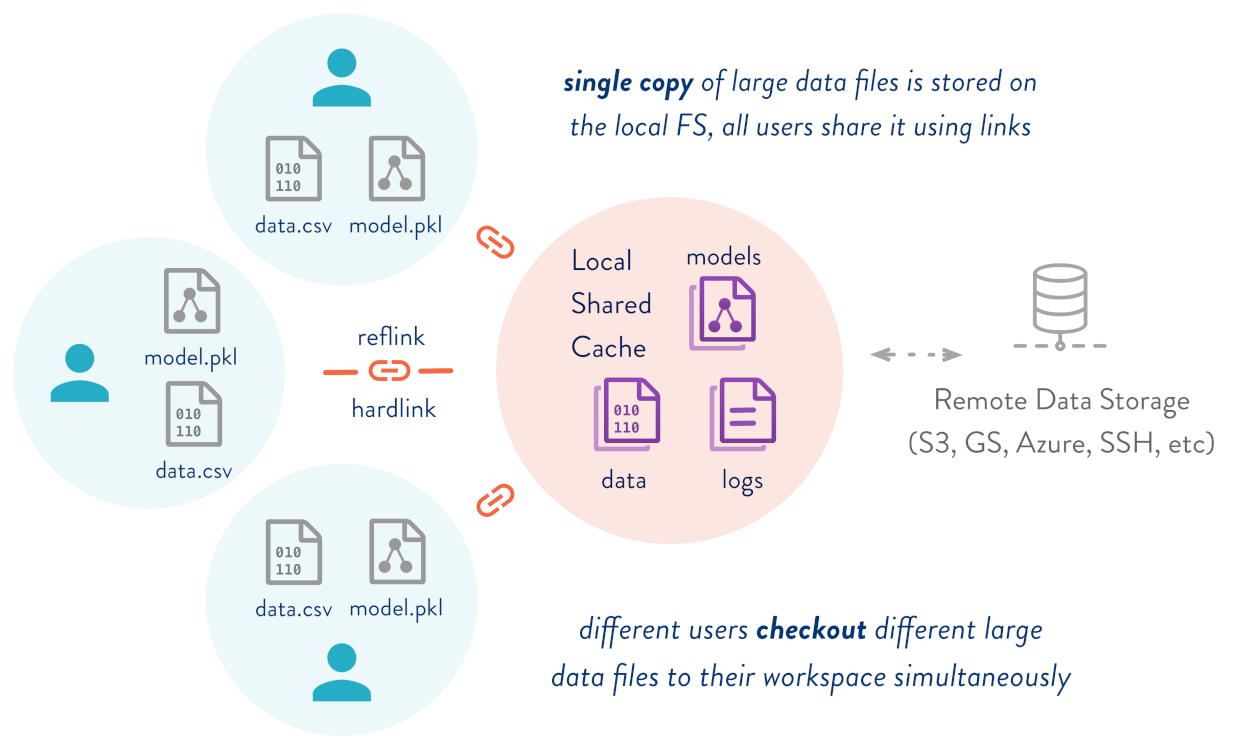 single copy of large data files is stored on
the local FS, all users share it using links
010
110
data.csv
model.pkl
model.pkl
010
110
data.csv
reflink
hardlink
Local
Shared
Cache
models
010
110
data
logs
Remote Data Storage
(S3, GS, Azure, SSH, etc)
010
110
data.csv
model.pkl
different users checkout different large
data files to their workspace simultaneously